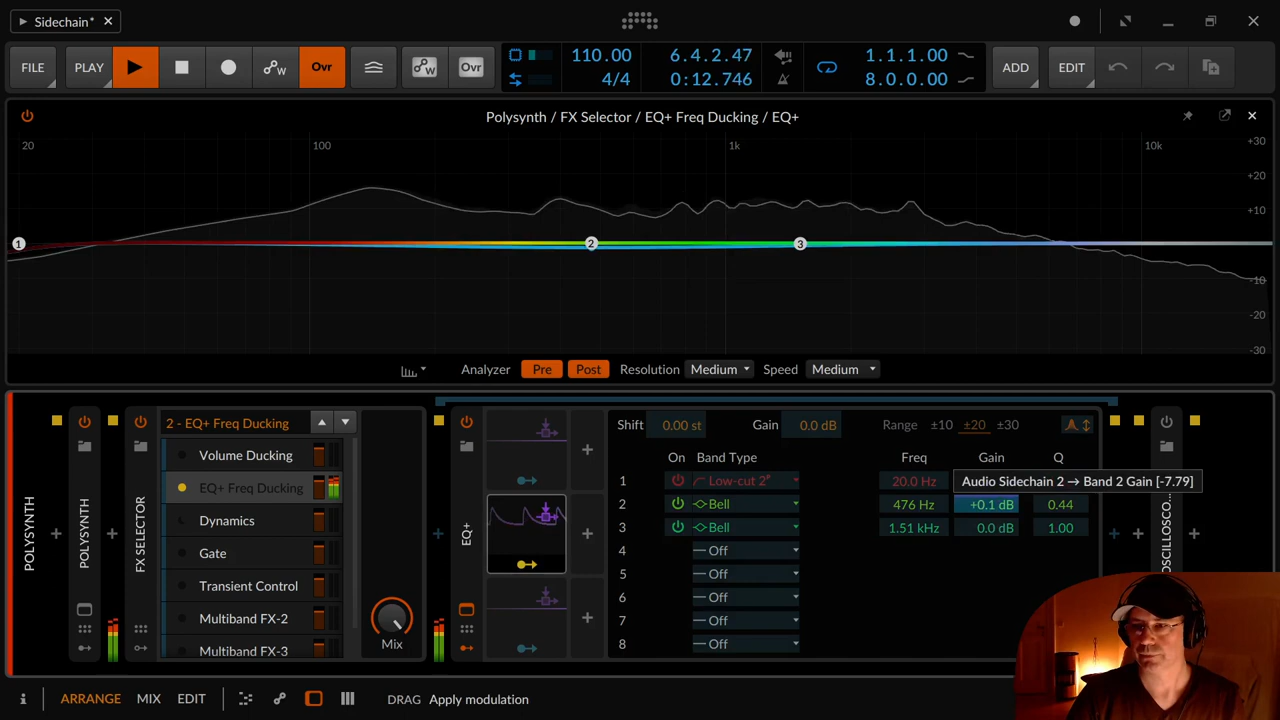 Sidechain*
FILE
PLAY
Ovr
Ovr
110.00
4/4
6.4.2.47
0:12.746
1.1.1.00
8.0.0.00
ADD
EDIT
Polysynth / FX Selector / EQ+ Freq Ducking / EQ+
20
100
1k
10k
+30
+20
+10
-10
-20
-30
1
2
3
Analyzer
Pre
Post
Resolution
Medium
Speed
Medium
POLYSYNTH
POLYSYNTH
FX SELECTOR
2 - EQ+ Freq Ducking
Volume Ducking
EQ+ Freq Ducking
Dynamics
Gate
Transient Control
Multiband FX-2
Multiband FX-3
Mix
EQ+
Shift 0.00 st Gain 0.0 dB Range ±10 ±20 ±30
On Band Type Freq Gain Q
1 Low-cut 2P 20.0 Hz
Audio Sidechain 2 → Band 2 Gain [-7.79]
2 Bell 476 Hz +0.1 dB 0.44
3 Bell 1.51 kHz 0.0 dB 1.00
4 Off
5 Off
6 Off
7 Off
8 Off
OSCILLOSCO
ARRANGE
MIX
EDIT
DRAG Apply modulation